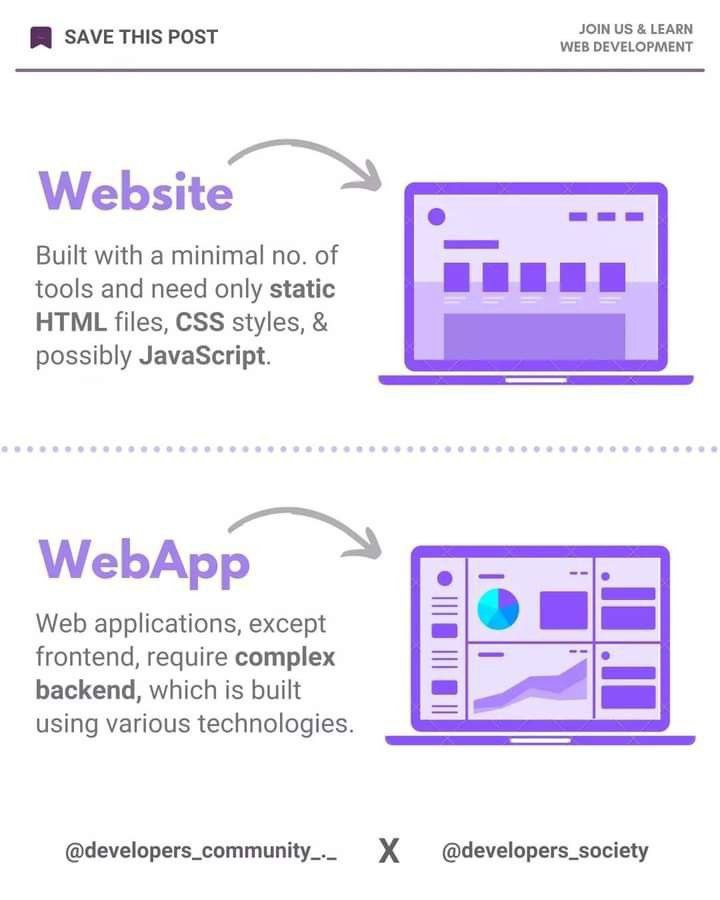 SAVE THIS POST
JOIN US & LEARN
WEB DEVELOPMENT
Website
Built with a minimal no. of
tools and need only static
HTML files, CSS styles, &
possibly JavaScript.
WebApp
Web applications, except
frontend, require complex
backend, which is built
using various technologies.
@developers_community_._ X @developers_society